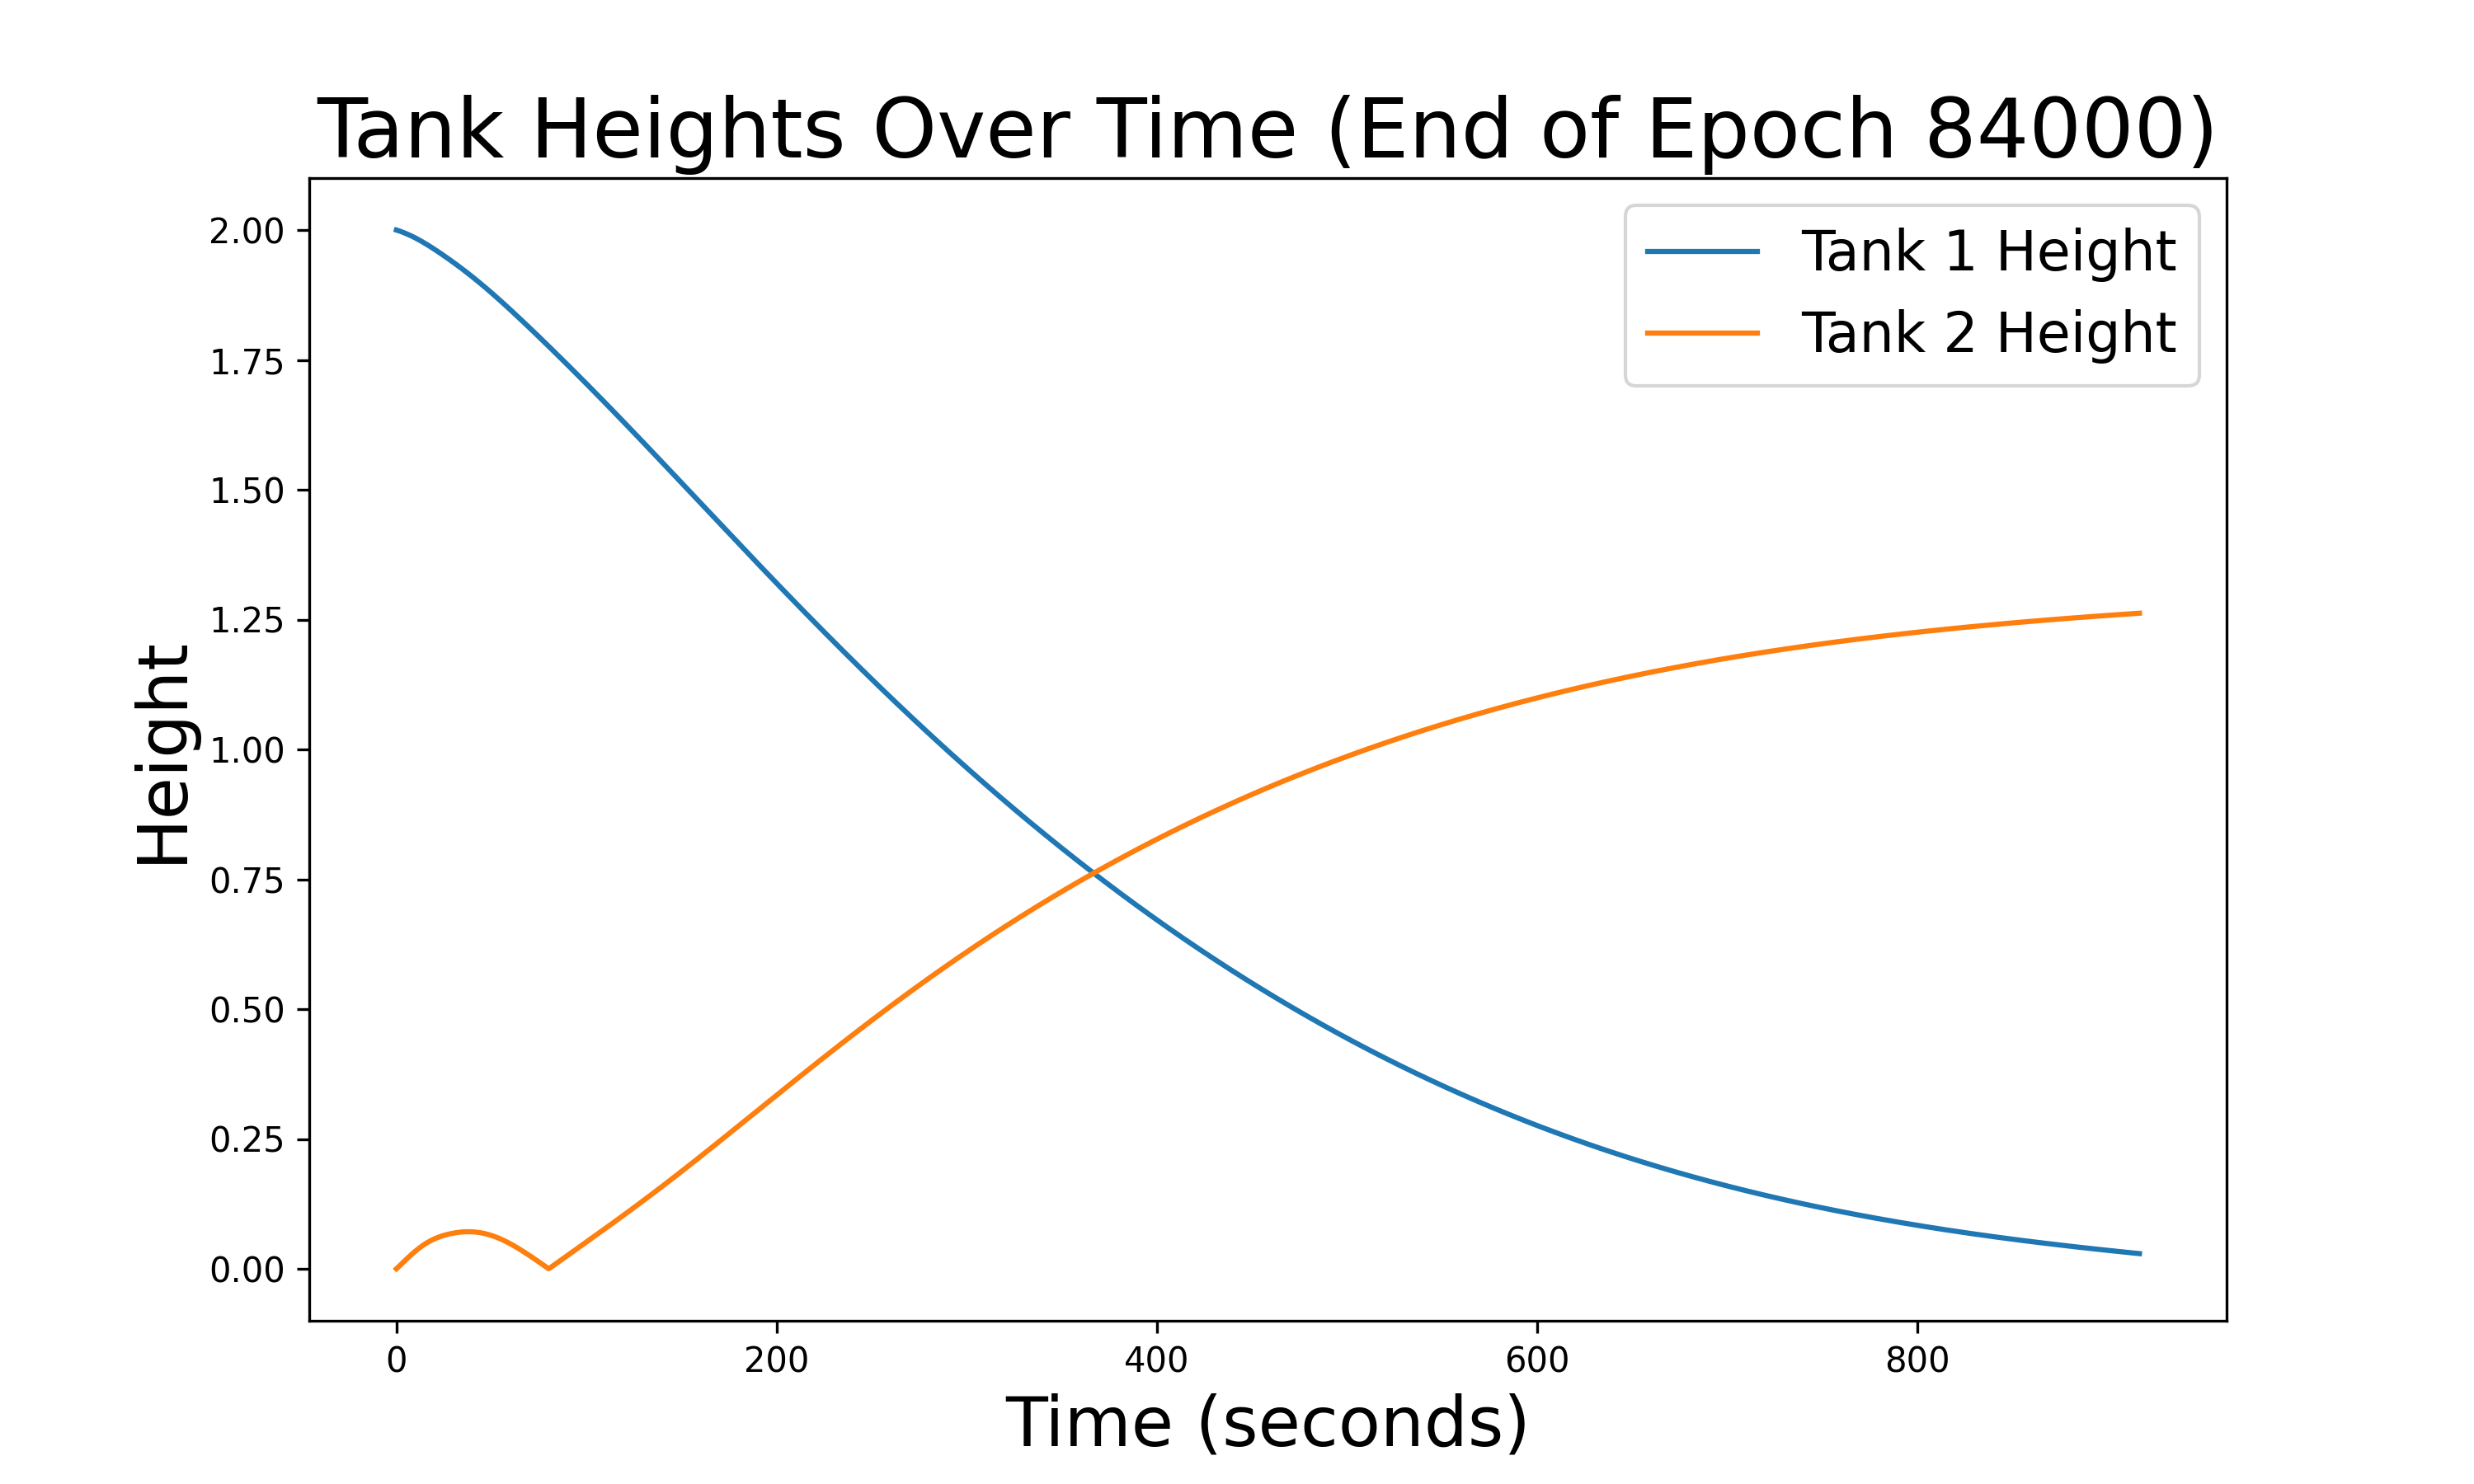 Tank Heights Over Time (End of Epoch 84000)
Tank 1 Height
Tank 2 Height
Height
2.00
1.75
1.50
1.25
1.00
0.75
0.50
0.25
0.00
0 200 400 600 800
Time (seconds)